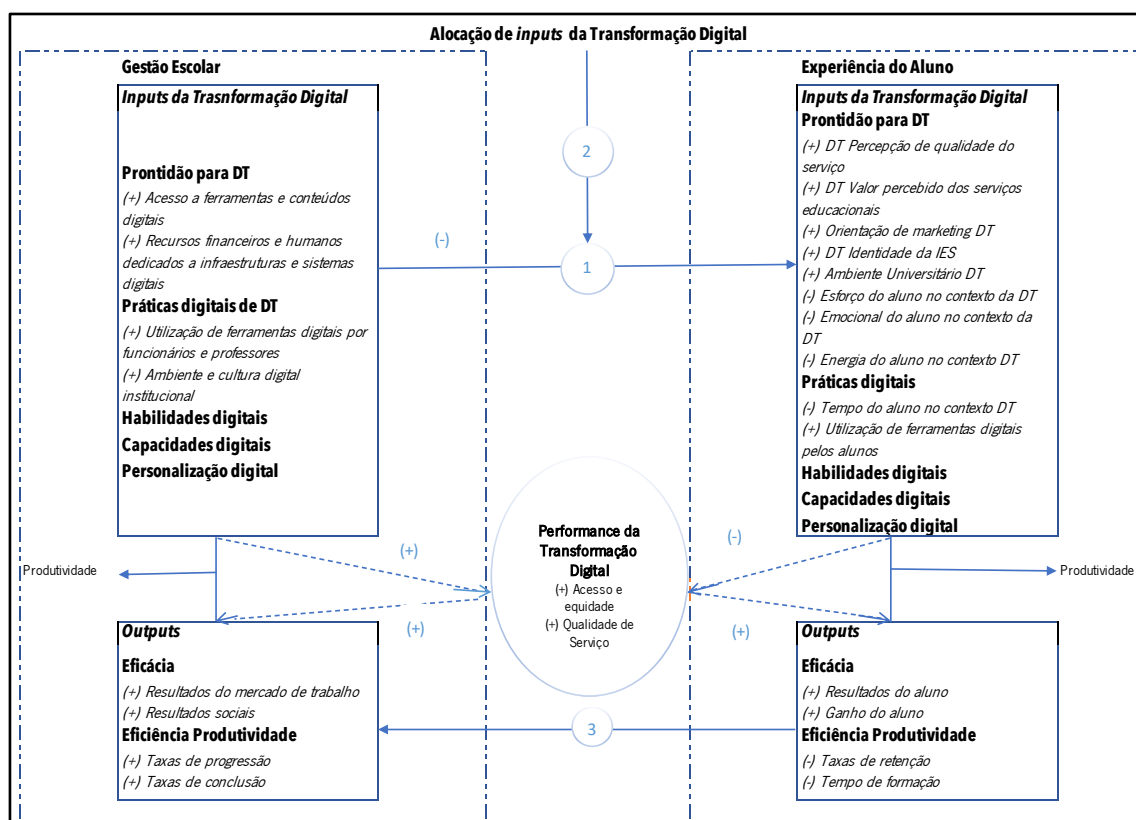 Alocação de inputs da Transformação Digital
Gestão Escolar
Inputs da Trasnformação Digital
Prontidão para DT
(+) Acesso a ferramentas e conteúdos
digitais
(+) Recursos financeiros e humanos
dedicados a infraestruturas e sistemas
digitais
Práticas digitais de DT
(+) Utilização de ferramentas digitais por
funcionários e professores
(+) Ambiente e cultura digital
institucional
Habilidades digitais
Capacidades digitais
Personalização digital
(-)
2
1
Experiência do Aluno
Inputs da Transformação Digital
Prontidão para DT
(+) DT Percepção de qualidade do
serviço
(+) DT Valor percebido dos serviços
educacionais
(+) Orientação de marketing DT
(+) DT Identidade da IES
(+) Ambiente Universitário DT
(-) Esforço do aluno no contexto da DT
(-) Emocional do aluno no contexto da
DT
(-) Energia do aluno no contexto DT
Práticas digitais
(-) Tempo do aluno no contexto DT
(+) Utilização de ferramentas digitais
pelos alunos
Habilidades digitais
Capacidades digitais
Personalização digital
Produtividade
(+)
(+)
Performance da
Transformação
Digital
(+) Acesso e
equidade
(+) Qualidade de
Serviço
(-)
(+)
Produtividade
Outputs
Eficácia
(+) Resultados do mercado de trabalho
(+) Resultados sociais
Eficiência Produtividade
(+) Taxas de progressão
(+) Taxas de conclusão
3
Outputs
Eficácia
(+) Resultados do aluno
(+) Ganho do aluno
Eficiência Produtividade
(-) Taxas de retenção
(-) Tempo de formação